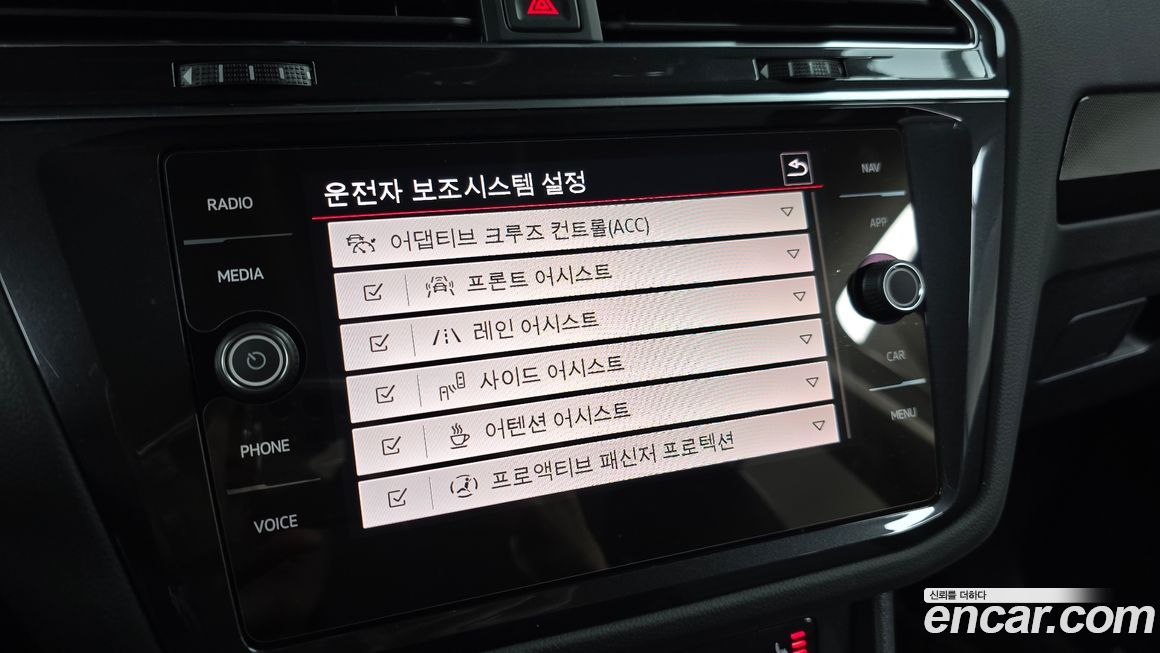 RADIO
MEDIA
PHONE
VOICE
운전자 보조시스템 설정
어댑티브 크루즈 컨트롤(ACC)
프론트 어시스트
레인 어시스트
사이드 어시스트
어텐션 어시스트
프로액티브 패신저 프로텍션
NAV
APP
CAR
MENU
신뢰를 더하다
encar.com